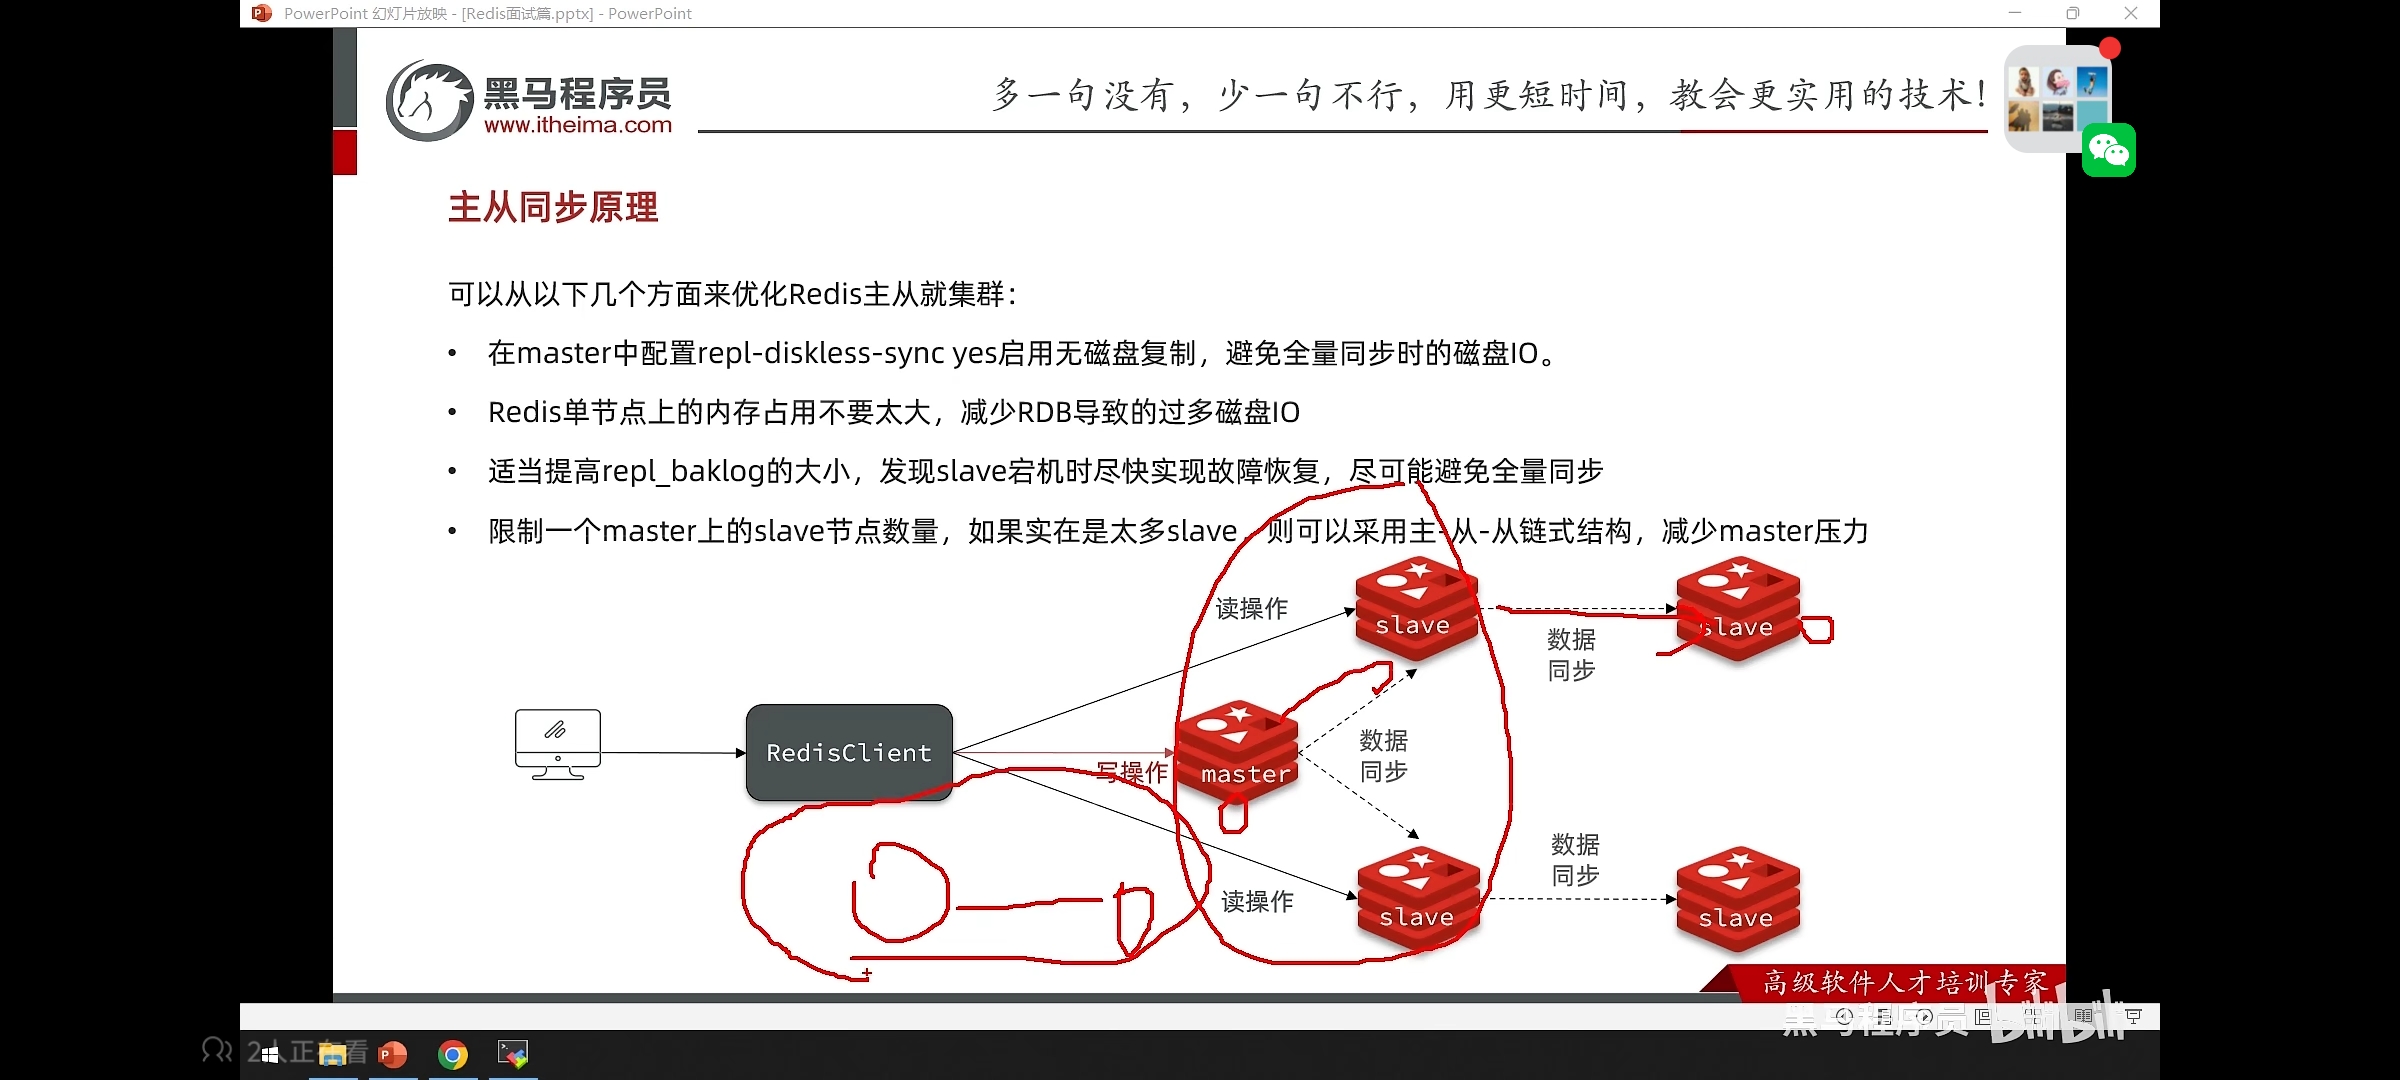 PowerPoint 幻灯片放映 - [Redis面试篇.pptx] - PowerPoint
黑马程序员
www.itheima.com
多一句没有，少一句不行，用更短时间，教会更实用的技术！
主从同步原理
可以从以下几个方面来优化Redis主从就集群：
• 在master中配置repl-diskless-sync yes启用无磁盘复制，避免全量同步时的磁盘IO。
• Redis单节点上的内存占用不要太大，减少RDB导致的过多磁盘IO
• 适当提高repl_baklog的大小，发现slave宕机时尽快实现故障恢复，尽可能避免全量同步
• 限制一个master上的slave节点数量，如果实在是太多slave，则可以采用主-从-从链式结构，减少master压力
读操作
slave
数据
同步
slave
RedisClient
写操作
master
数据
同步
读操作
slave
数据
同步
slave
高级软件人才培训专家
黑马程序员 bilibili
2人正在看